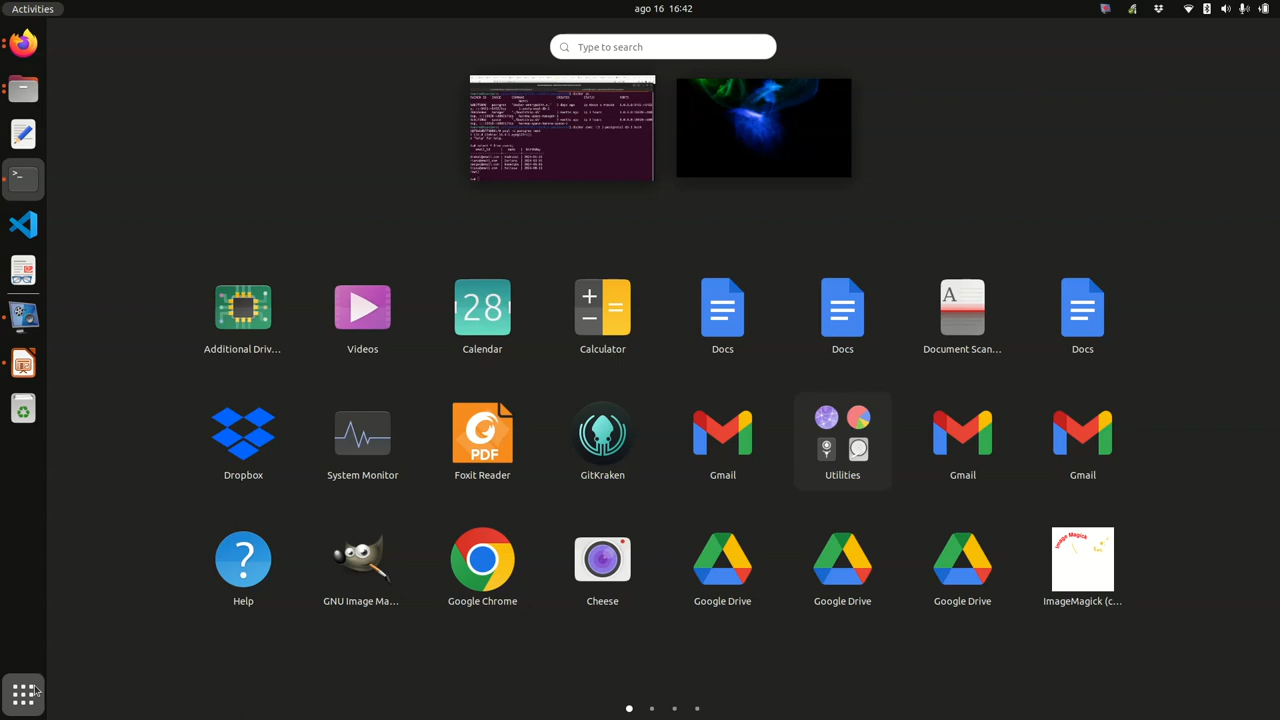 Activities
ago 16 16:42
Type to search
Additional Driv...
Videos
28
Calendar
Calculator
Docs
Docs
A
Document Scan...
Docs
Dropbox
System Monitor
PDF
Foxit Reader
GitKraken
Gmail
Utilities
Gmail
Gmail
?
Help
GNU Image Ma...
Google Chrome
Cheese
Google Drive
Google Drive
Google Drive
Image Magick
ImageMagick (c...